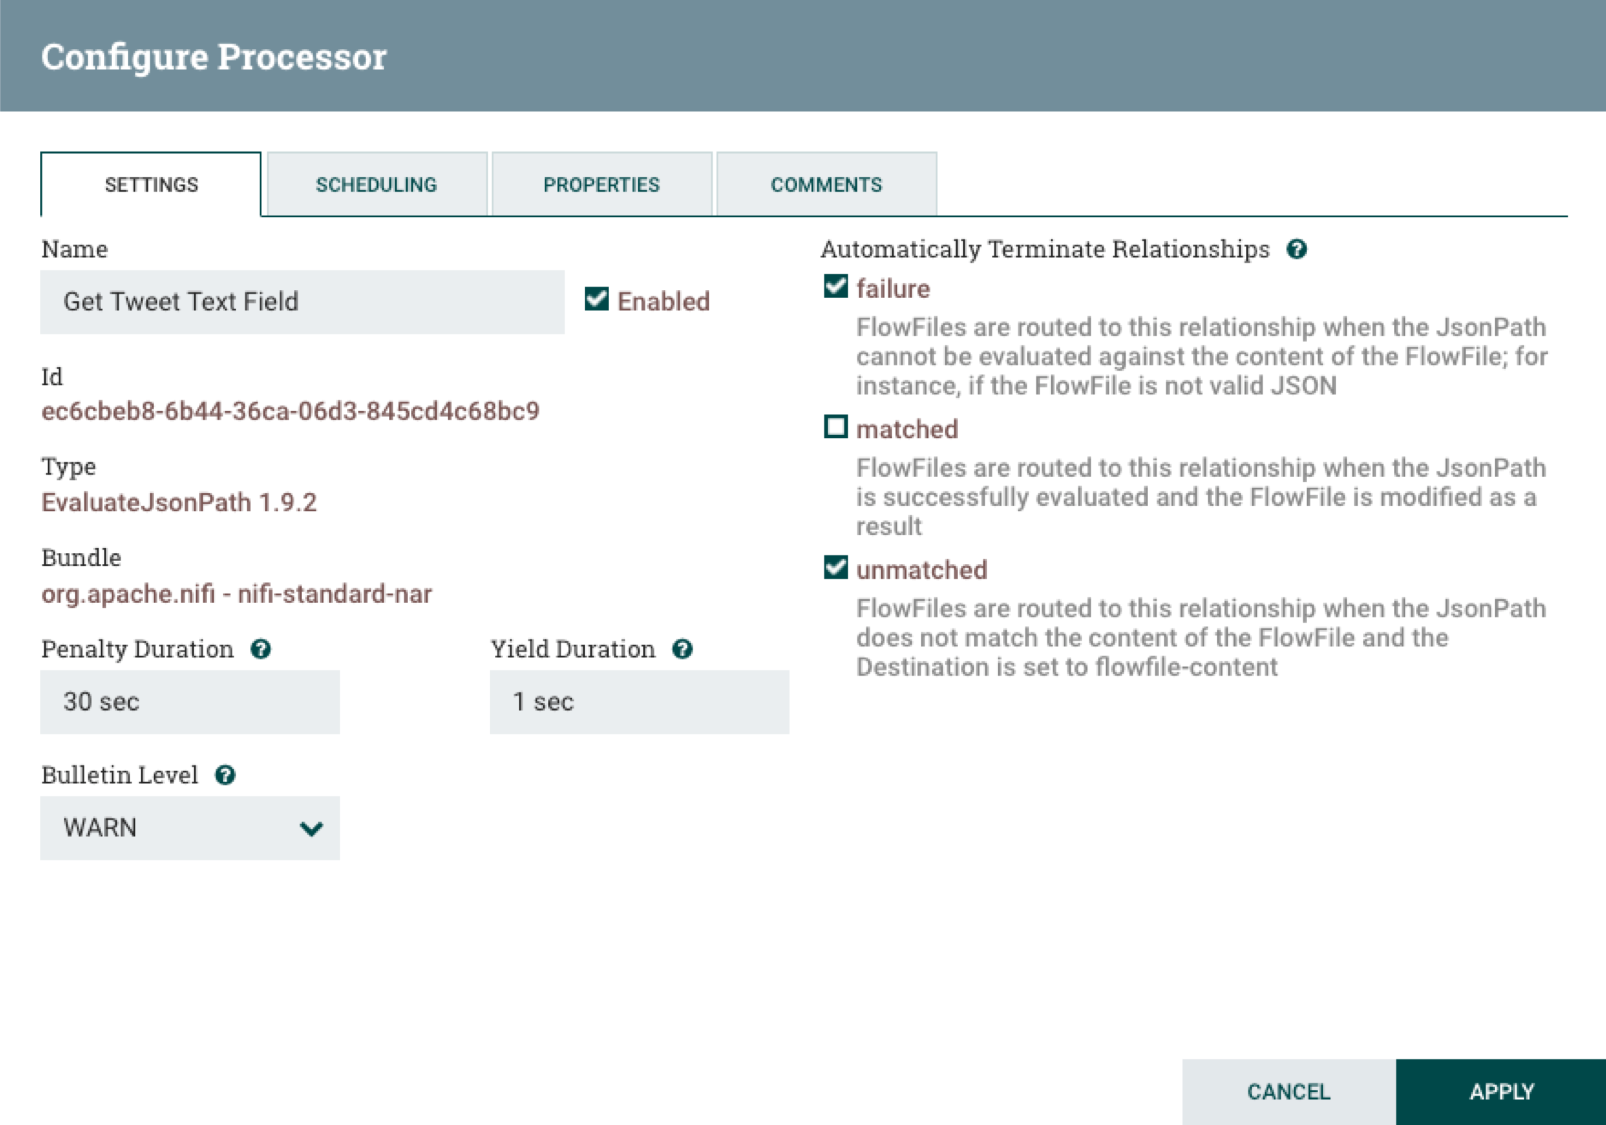 Configure Processor
SETTINGS
SCHEDULING
PROPERTIES
COMMENTS
Name
Get Tweet Text Field
Enabled
Id
ec6cbeb8-6b44-36ca-06d3-845cd4c68bc9
Type
EvaluateJsonPath 1.9.2
Bundle
org.apache.nifi - nifi-standard-nar
Penalty Duration
30 sec
Yield Duration
1 sec
Bulletin Level
WARN
Automatically Terminate Relationships
failure
FlowFiles are routed to this relationship when the JsonPath
cannot be evaluated against the content of the FlowFile; for
instance, if the FlowFile is not valid JSON
matched
FlowFiles are routed to this relationship when the JsonPath
is successfully evaluated and the FlowFile is modified as a
result
unmatched
FlowFiles are routed to this relationship when the JsonPath
does not match the content of the FlowFile and the
Destination is set to flowfile-content
CANCEL
APPLY